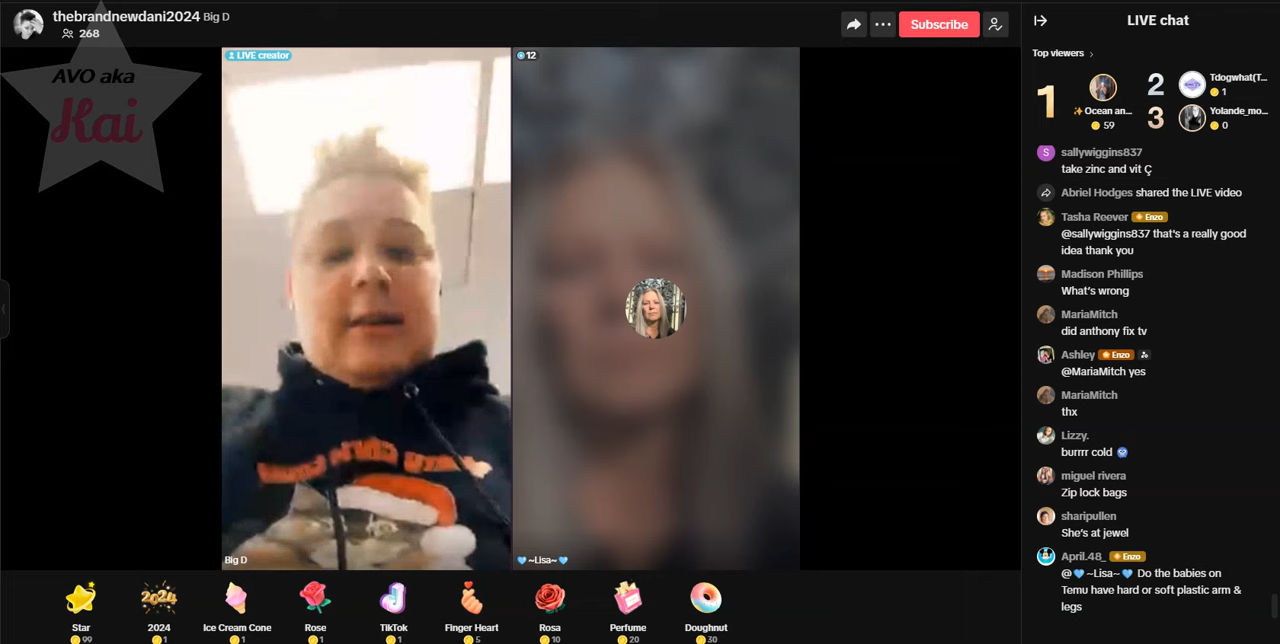 thebrandnewdani2024 Big D
268
Subscribe
LIVE chat
AVO aka
Kai
LIVE creator
12
Big D
~Lisa~
Top viewers
1
Ocean an...
59
2
Tdogwhat(T...
1
3
Yolande_mo...
0
S
sallywiggins837
take zinc and vit Ç
Abriel Hodges shared the LIVE video
Tasha Reever Enzo
@sallywiggins837 that's a really good
idea thank you
Madison Phillips
What's wrong
MariaMitch
did anthony fix tv
Ashley Enzo
@MariaMitch yes
MariaMitch
thx
Lizzy.
burrrr cold
miguel rivera
Zip lock bags
sharipullen
She's at jewel
April.48_ Enzo
@💙~Lisa~💙 Do the babies on
Temu have hard or soft plastic arm &
legs
Star
99
2024
2024
1
Ice Cream Cone
1
Rose
1
TikTok
1
Finger Heart
5
Rosa
10
Perfume
20
Doughnut
30